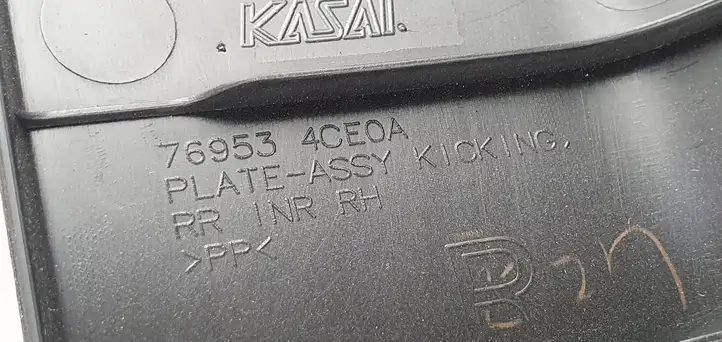 KASAI.
76953 4CE0A
PLATE-ASSY KICKING,
RR INR RH
>PP<